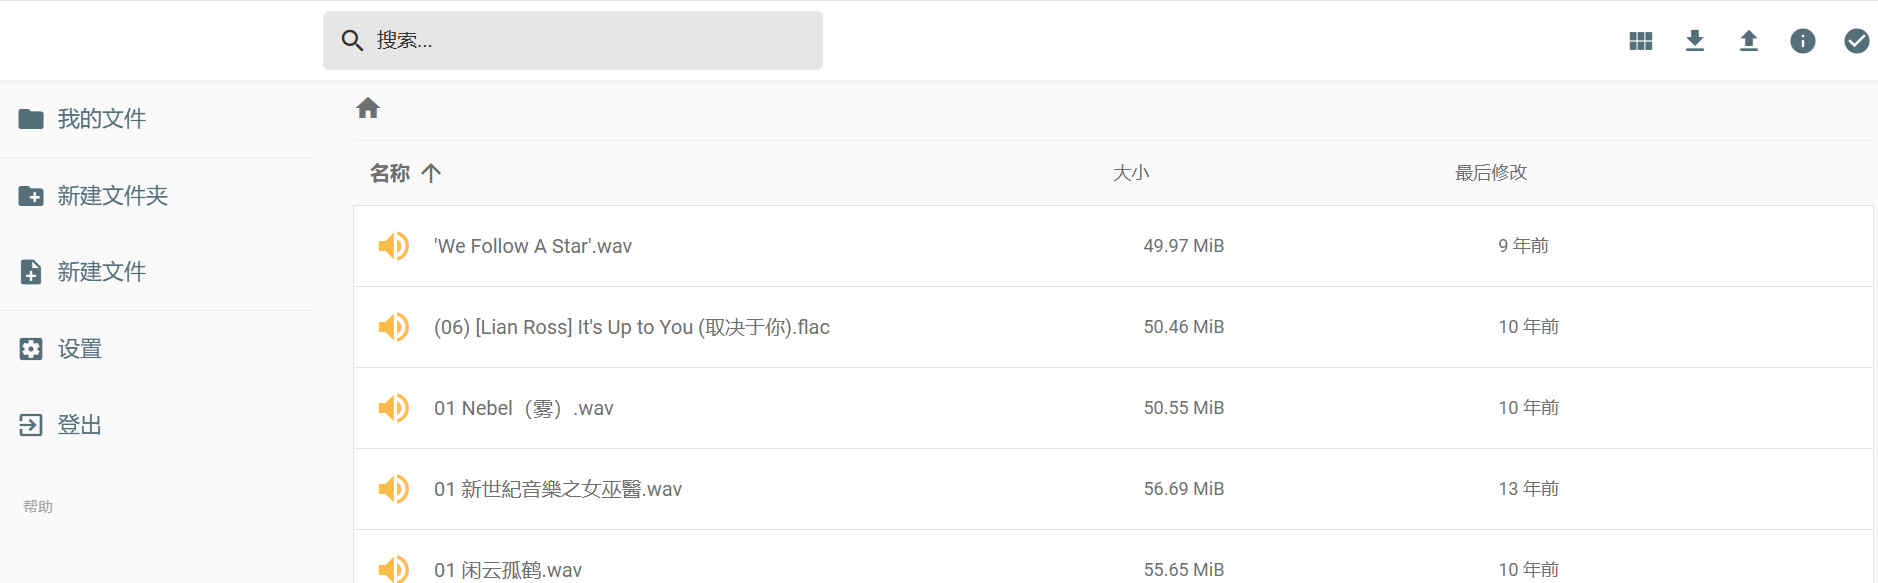 搜索...
我的文件
新建文件夹
新建文件
设置
登出
帮助
名称 大小 最后修改
'We Follow A Star'.wav 49.97 MiB 9 年前
(06) [Lian Ross] It's Up to You (取决于你).flac 50.46 MiB 10 年前
01 Nebel（雾）.wav 50.55 MiB 10 年前
01 新世紀音樂之女巫醫.wav 56.69 MiB 13 年前
01 闲云孤鹤.wav 55.65 MiB 10 年前